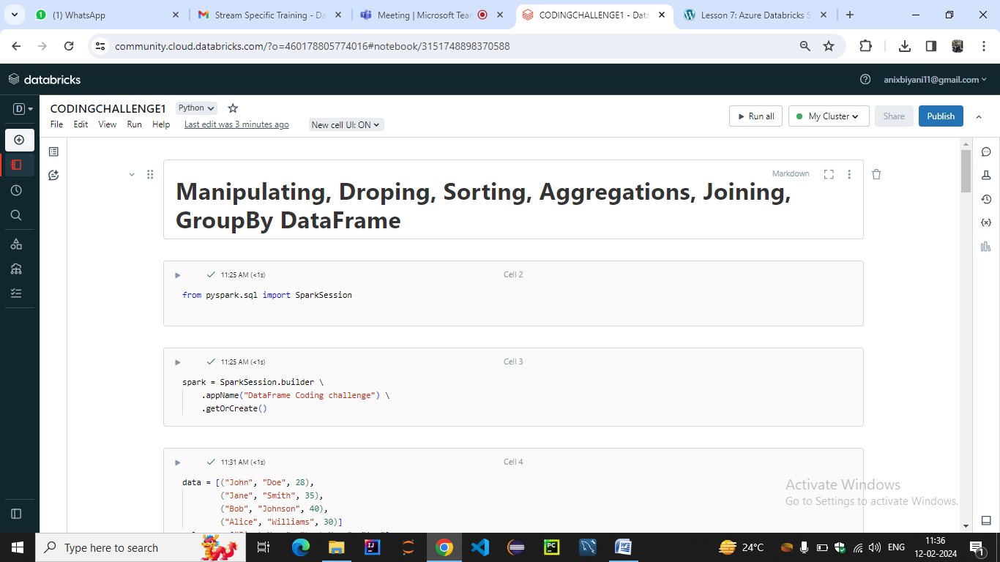 (1) WhatsApp
Stream Specific Training - Da
Meeting | Microsoft Tea
CODINGCHALLENGE1 - Data
Lesson 7: Azure Databricks S
community.cloud.databricks.com/?o=460178805774016#notebook/3151748898370588
databricks
anixbiyani11@gmail.com
D
CODINGCHALLENGE1
Python
File Edit View Run Help
Last edit was 3 minutes ago
New cell UI: ON
Run all
My Cluster
Share
Publish
Markdown
Manipulating, Droping, Sorting, Aggregations, Joining,
GroupBy DataFrame
11:25 AM (<1s)
Cell 2
from pyspark.sql import SparkSession
11:25 AM (<1s)
Cell 3
spark = SparkSession.builder \
.appName("DataFrame Coding challenge") \
.getOrCreate()
11:31 AM (<1s)
Cell 4
data = [("John", "Doe", 28),
("Jane", "Smith", 35),
("Bob", "Johnson", 40),
("Alice", "Williams", 30)]
Activate Windows
Go to Settings to activate Windows.
Type here to search
24°C
ENG
11:36
12-02-2024
1